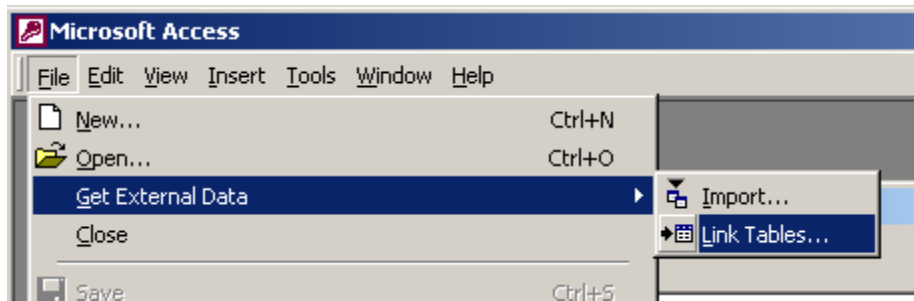 Microsoft Access
File Edit View Insert Tools Window Help
New... Ctrl+N
Open... Ctrl+O
Get External Data Import...
Close Link Tables...
Save Ctrl+S